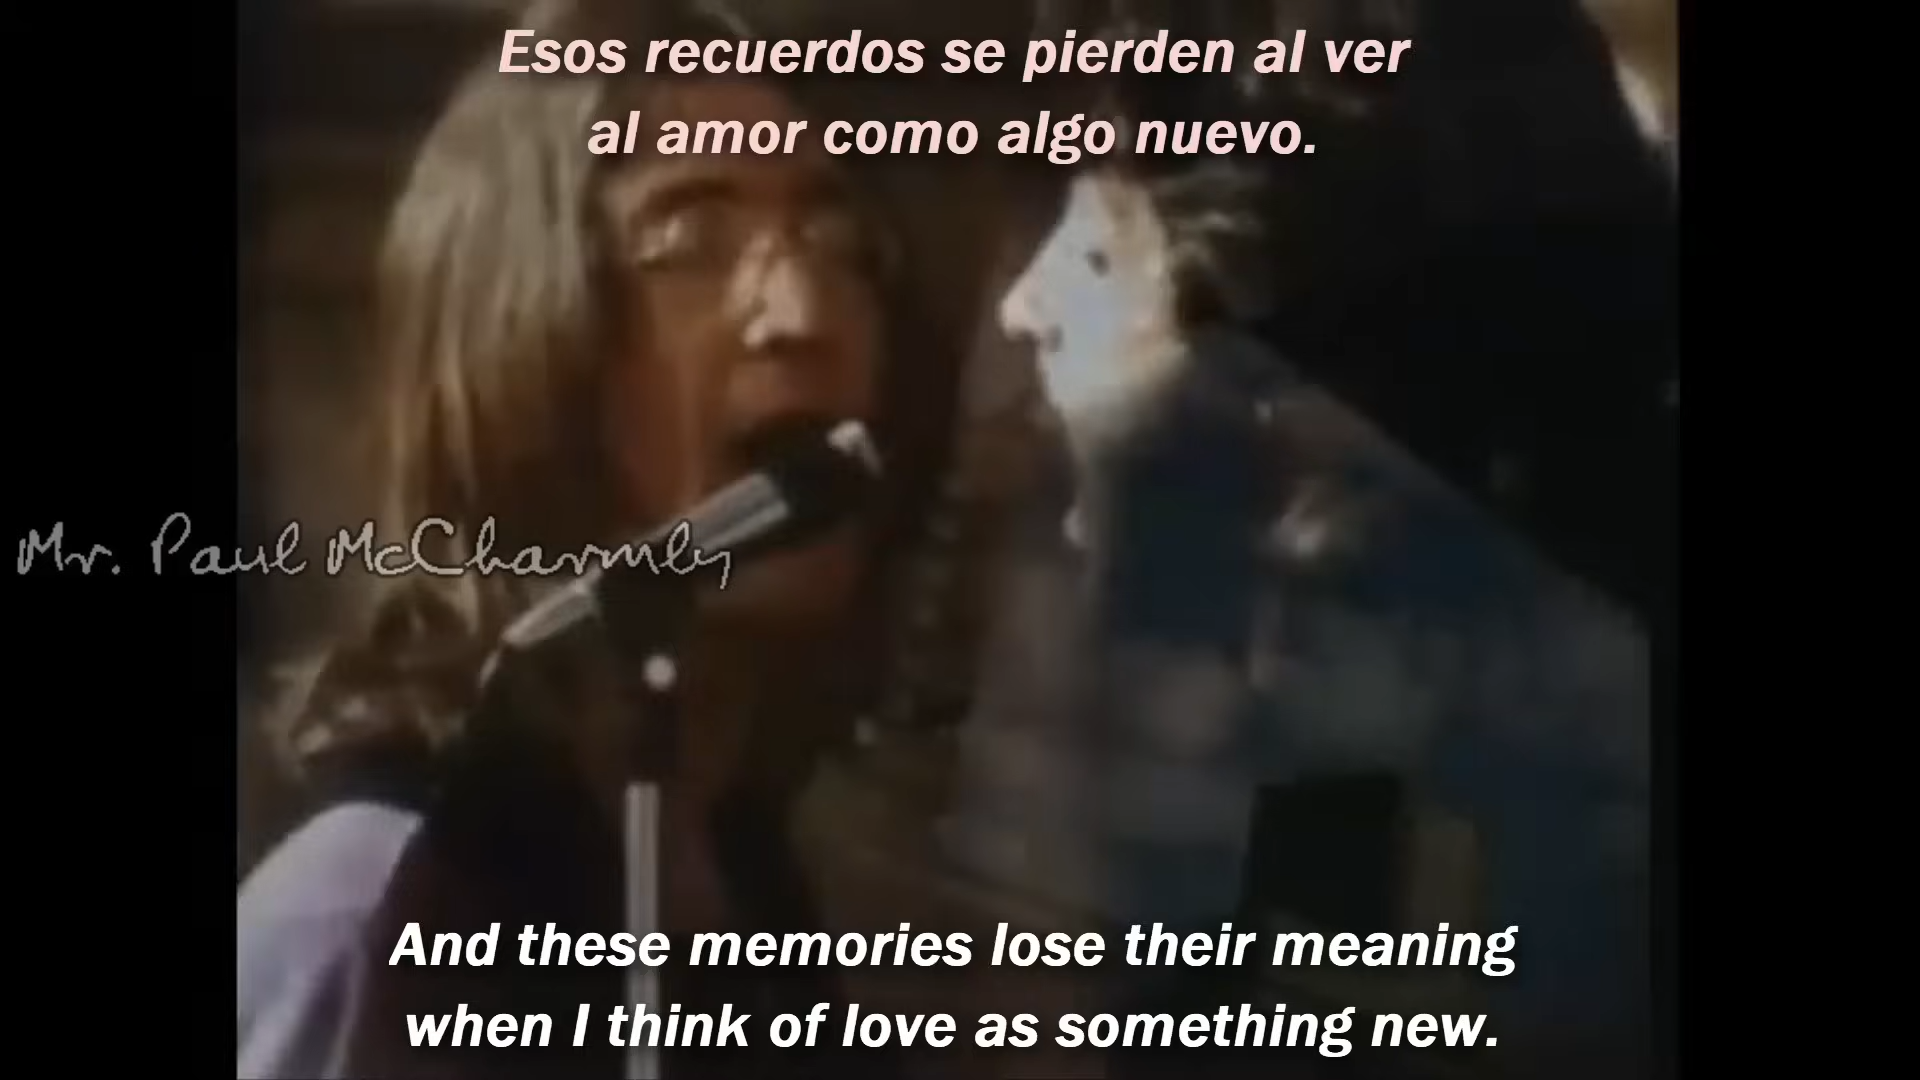 Esos recuerdos se pierden al ver
al amor como algo nuevo.
Mr. Paul McCharmly
And these memories lose their meaning
when I think of love as something new.